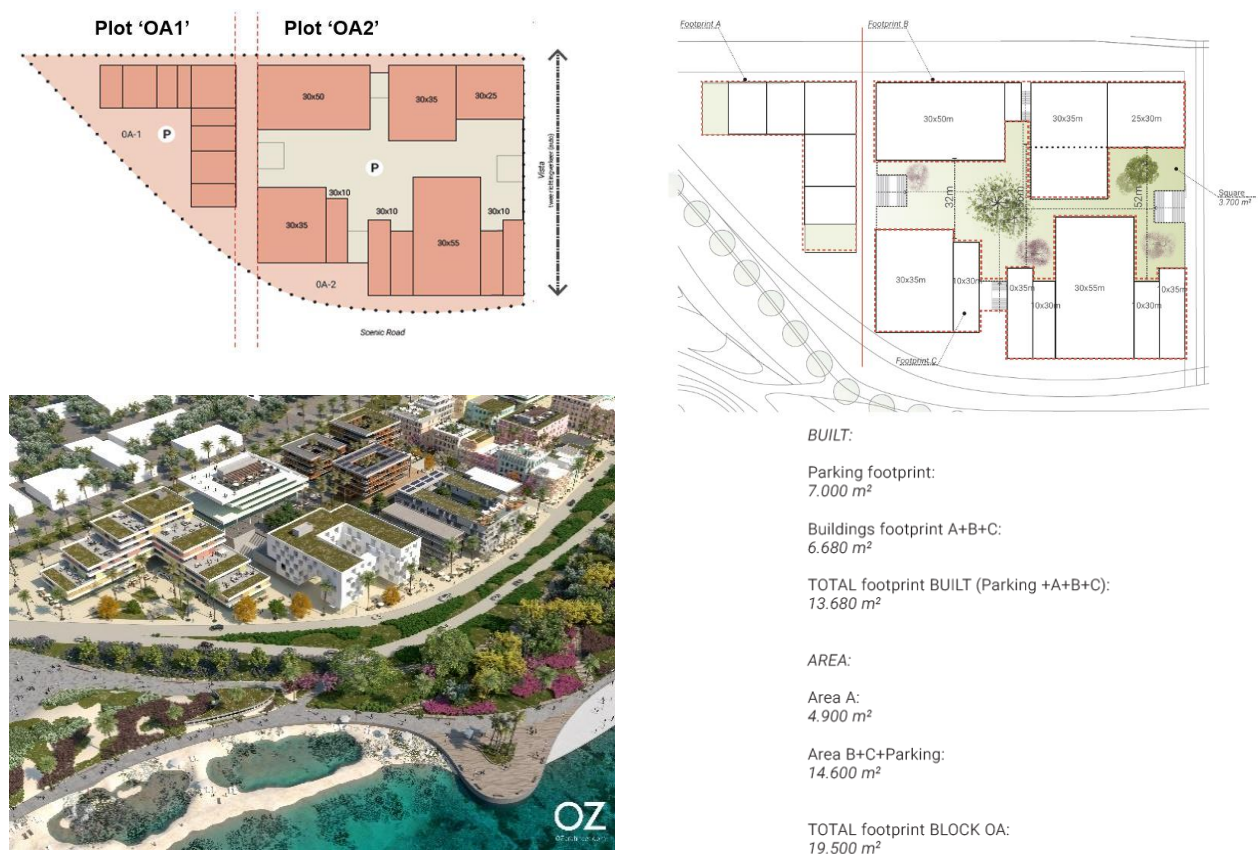 Plot ‘OA1’
Plot ‘OA2’
30x50
30x35
30x25
0A-1
P
P
30x10
30x35
30x10
30x55
30x10
0A-2
Vista
Scenic Road
Footprint A
Footprint B
30x50m
30x35m
25x30m
32m
52m
Square
3.700 m²
30x35m
10x30m
0x35m
10x30m
30x55m
10x30m
0x35m
Footprint C
OZ
BUILT:
Parking footprint:
7.000 m²
Buildings footprint A+B+C:
6.680 m²
TOTAL footprint BUILT (Parking +A+B+C):
13.680 m²
AREA:
Area A:
4.900 m²
Area B+C+Parking:
14.600 m²
TOTAL footprint BLOCK OA:
19.500 m²